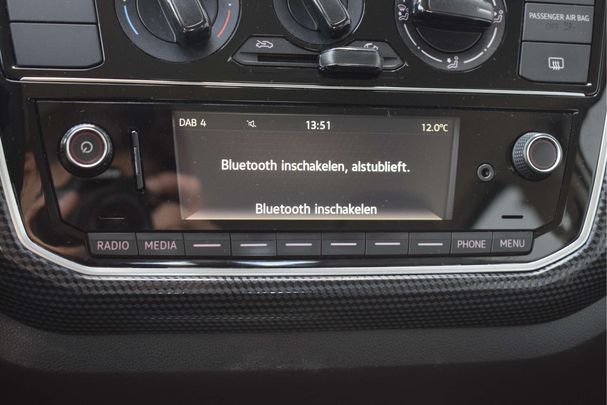 PASSENGER AIR BAG
DAB 4 13:51 12.0°C
Bluetooth inschakelen, alstublieft.
Bluetooth inschakelen
RADIO MEDIA PHONE MENU